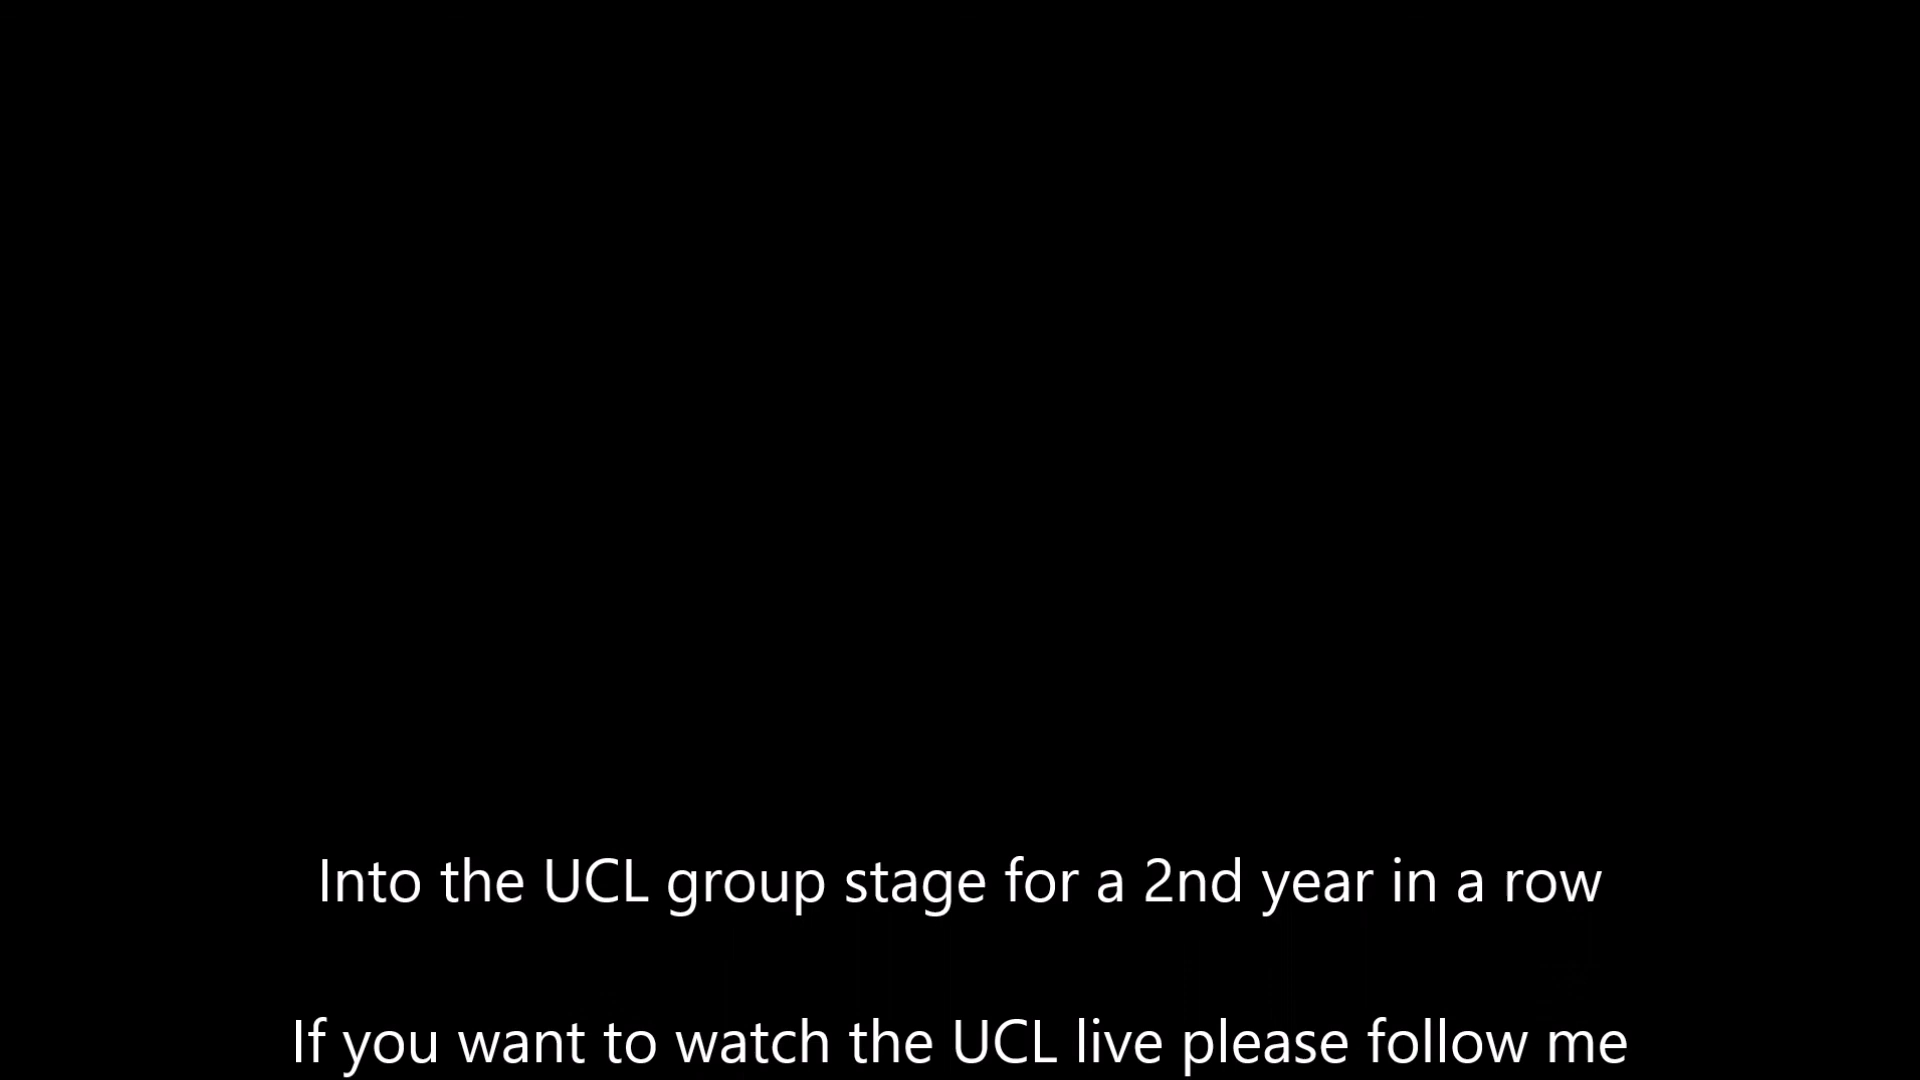 Into the UCL group stage for a 2nd year in a row
If you want to watch the UCL live please follow me